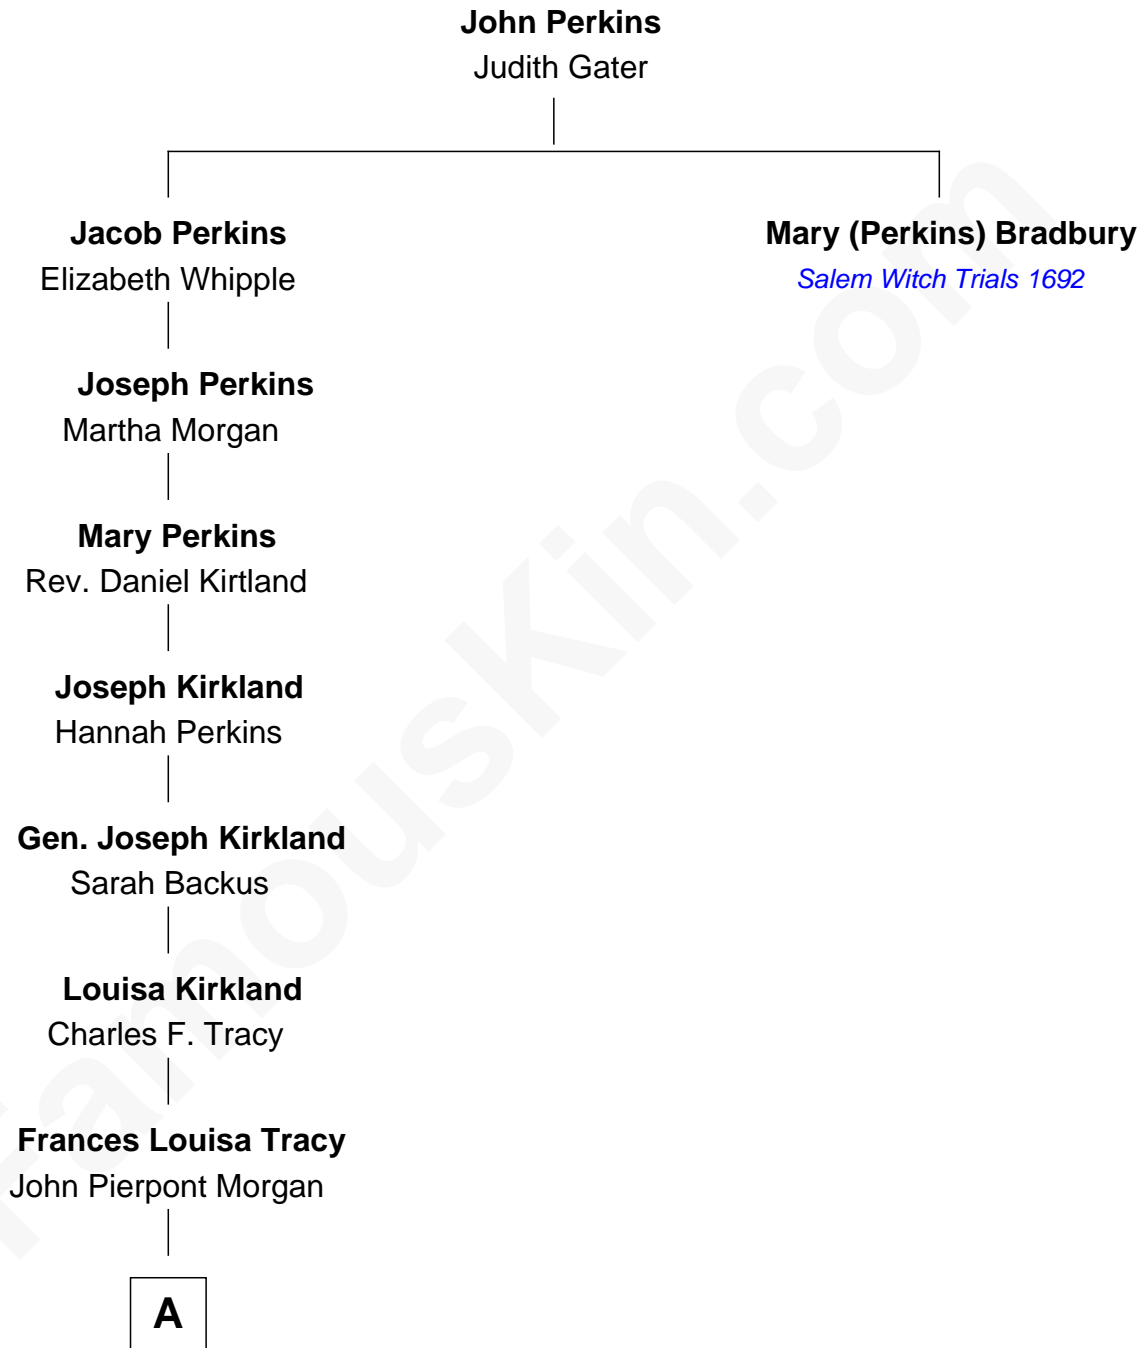 John Perkins
Judith Gater
Jacob Perkins
Elizabeth Whipple
Mary (Perkins) Bradbury
Salem Witch Trials 1692
Joseph Perkins
Martha Morgan
Mary Perkins
Rev. Daniel Kirtland
Joseph Kirkland
Hannah Perkins
Gen. Joseph Kirkland
Sarah Backus
Louisa Kirkland
Charles F. Tracy
Frances Louisa Tracy
John Pierpont Morgan
A
FamousKin.com